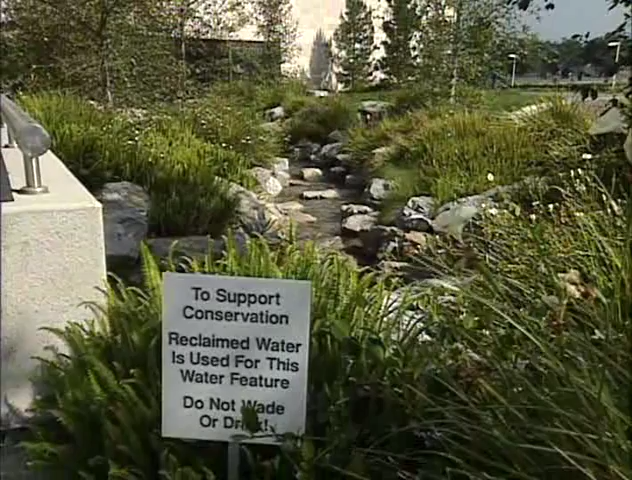 To Support
Conservation
Reclaimed Water
Is Used For This
Water Feature
Do Not Wade
Or Drink!